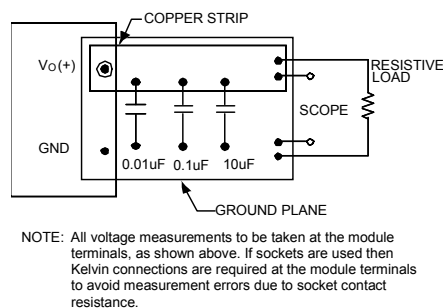 COPPER STRIP
VO(+)
RESISTIVE
LOAD
SCOPE
GND
0.01uF 0.1uF 10uF
GROUND PLANE
NOTE: All voltage measurements to be taken at the module
terminals, as shown above. If sockets are used then
Kelvin connections are required at the module terminals
to avoid measurement errors due to socket contact
resistance.